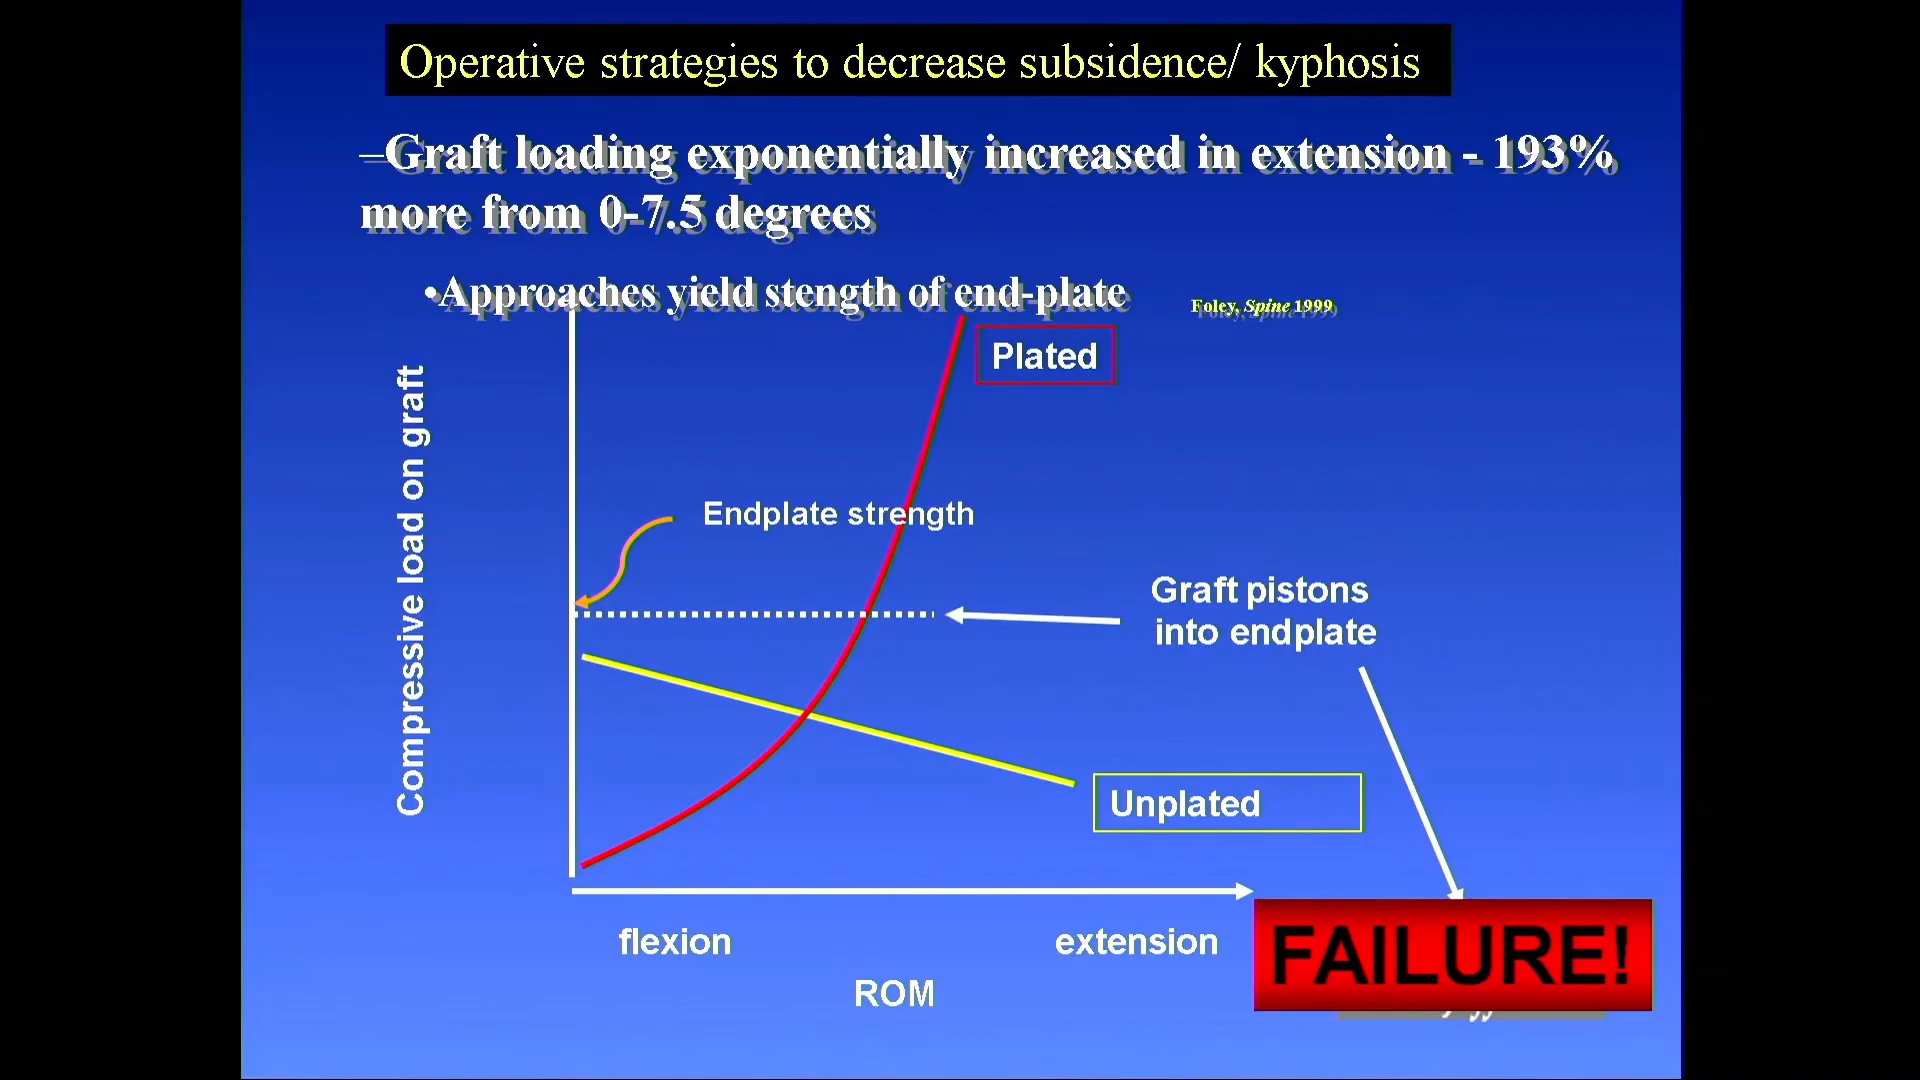 Operative strategies to decrease subsidence/ kyphosis
–Graft loading exponentially increased in extension - 193%
more from 0-7.5 degrees
•Approaches yield stength of end-plate
Foley, Spine 1999
Plated
Compressive load on graft
Endplate strength
Graft pistons
into endplate
Unplated
flexion
extension
ROM
FAILURE!